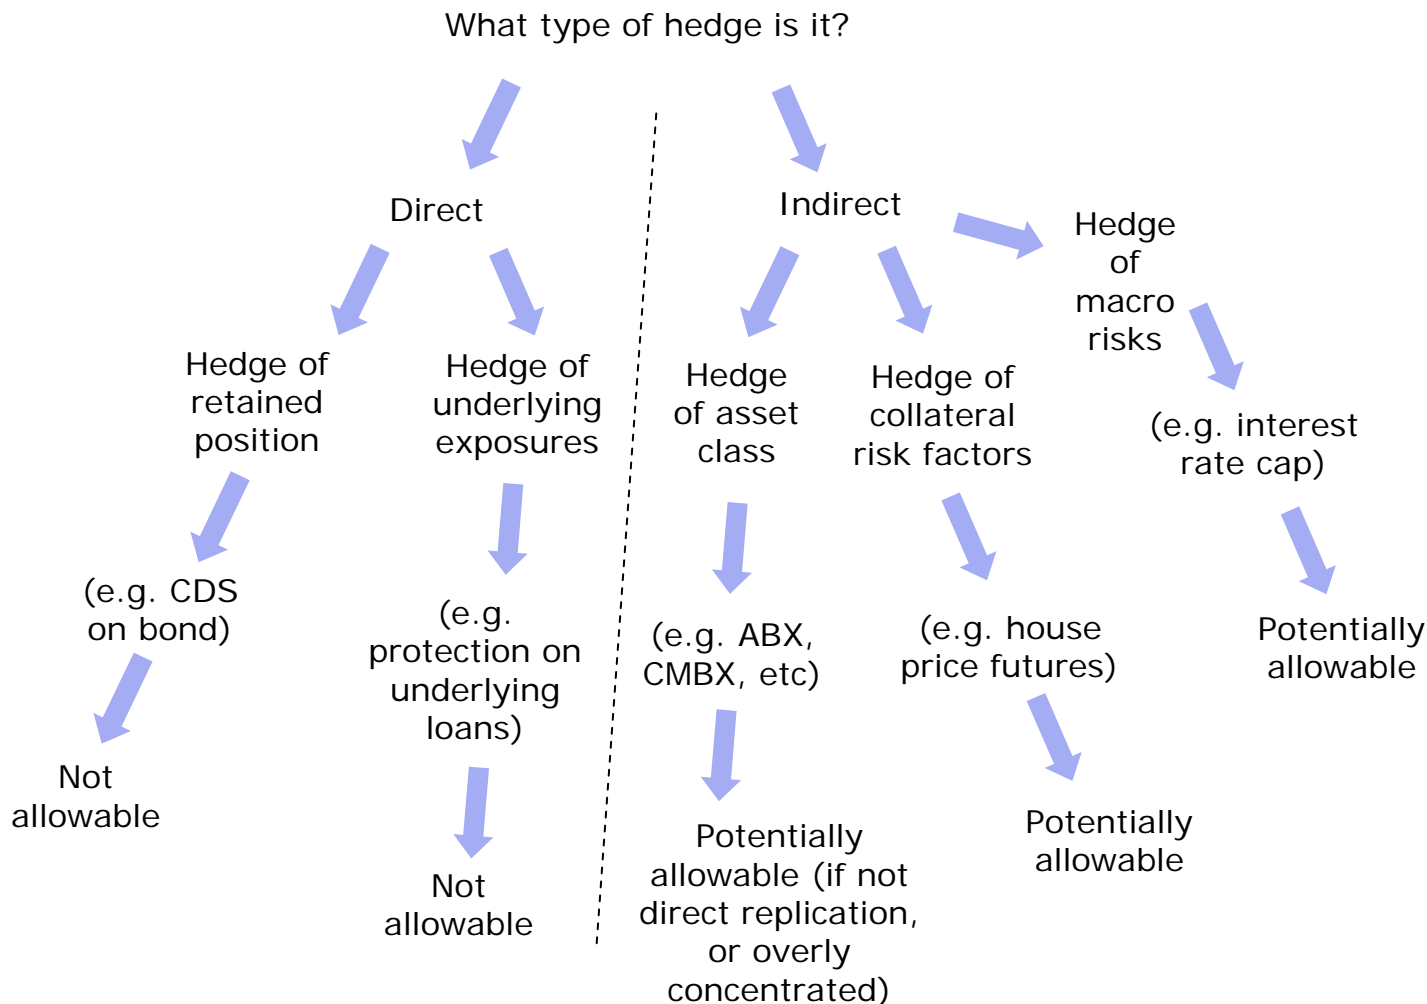 What type of hedge is it?
Direct
Indirect
Hedge
of
macro
risks
Hedge of
retained
position
Hedge of
underlying
exposures
Hedge
of asset
class
Hedge of
collateral
risk factors
(e.g. interest
rate cap)
(e.g. CDS
on bond)
(e.g.
protection on
underlying
loans)
(e.g. ABX,
CMBX, etc)
(e.g. house
price futures)
Potentially
allowable
Not
allowable
Not
allowable
Potentially
allowable (if not
direct replication,
or overly
concentrated)
Potentially
allowable